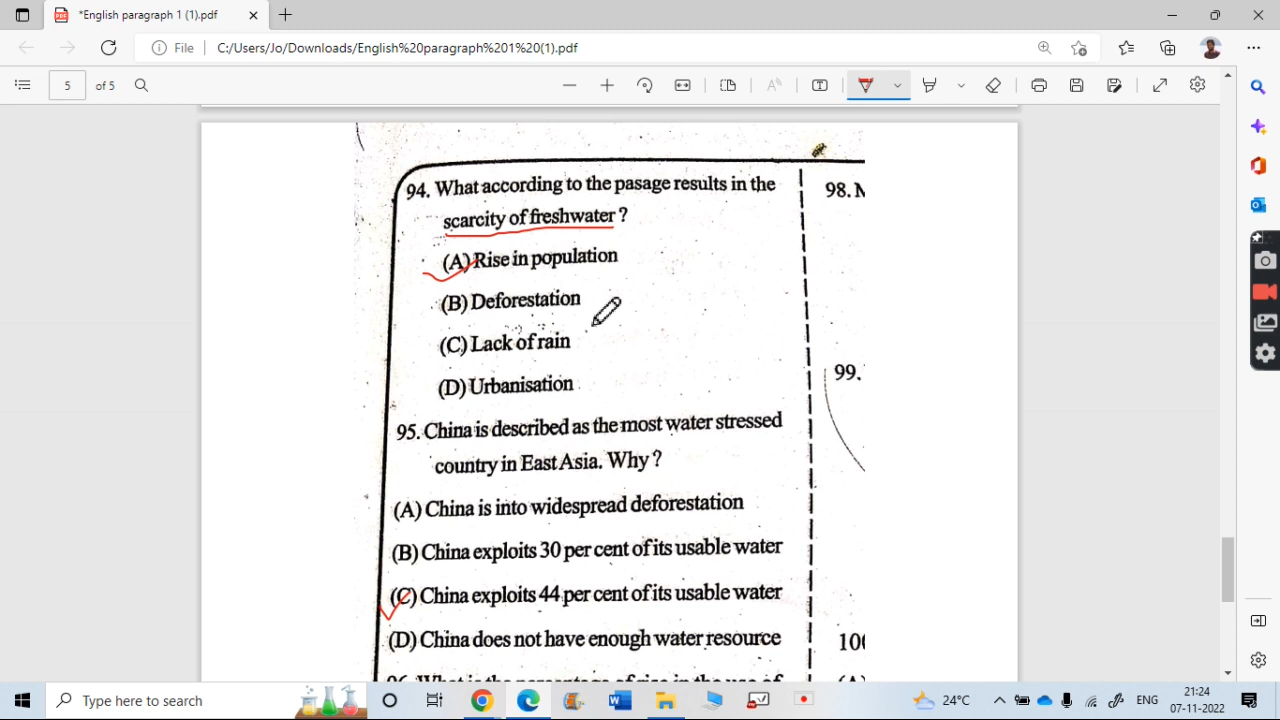 *English paragraph 1 (1).pdf
File
C:/Users/Jo/Downloads/English%20paragraph%201%20(1).pdf
5
of 5
94. What according to the pasage results in the
scarcity of freshwater ?
(A) Rise in population
(B) Deforestation
(C) Lack of rain
(D) Urbanisation
95. China is described as the most water stressed
country in East Asia. Why ?
(A) China is into widespread deforestation
(B) China exploits 30 per cent of its usable water
(C) China exploits 44 per cent of its usable water
(D) China does not have enough water resource
98.
99.
Type here to search
24°C
ENG
21:24
07-11-2022